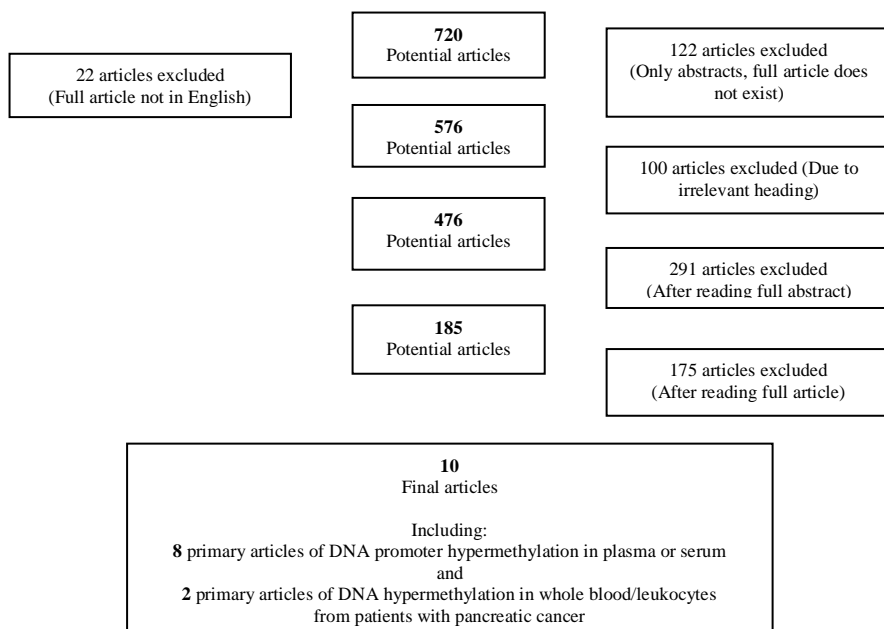 720
Potential articles
22 articles excluded
(Full article not in English)
122 articles excluded
(Only abstracts, full article does
not exist)
576
Potential articles
100 articles excluded (Due to
irrelevant heading)
476
Potential articles
291 articles excluded
(After reading full abstract)
185
Potential articles
175 articles excluded
(After reading full article)
10
Final articles
Including:
8 primary articles of DNA promoter hypermethylation in plasma or serum
and
2 primary articles of DNA hypermethylation in whole blood/leukocytes
from patients with pancreatic cancer